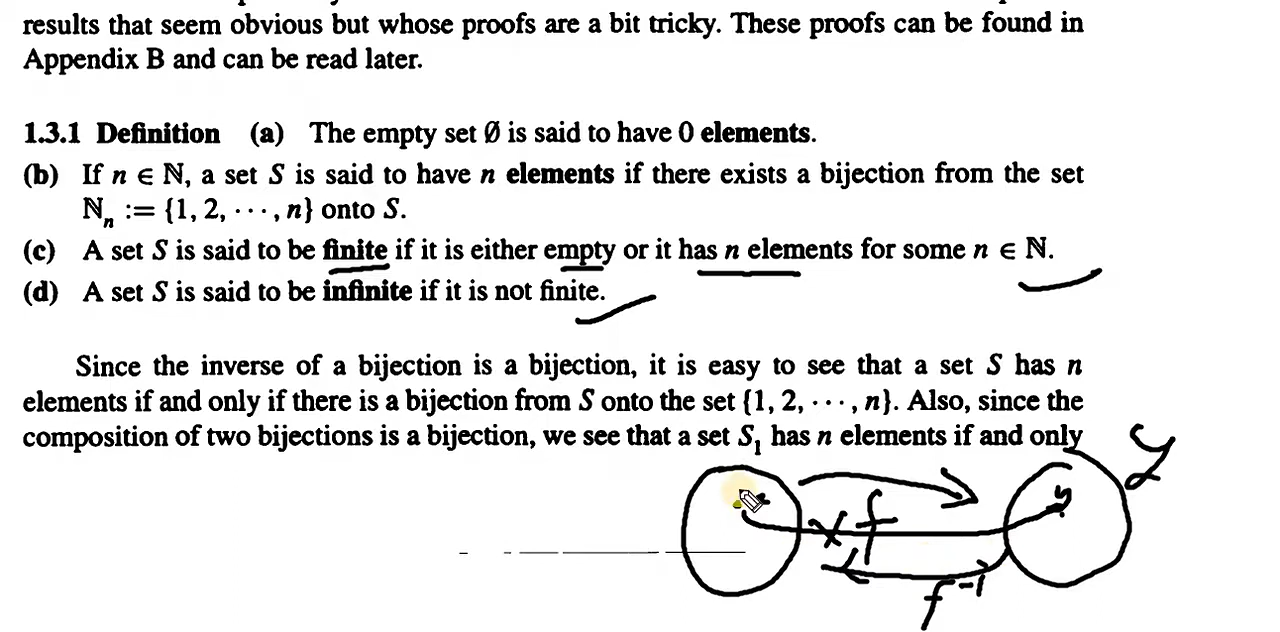 results that seem obvious but whose proofs are a bit tricky. These proofs can be found in
Appendix B and can be read later.
1.3.1 Definition (a) The empty set Ø is said to have 0 elements.
(b) If n ∈ ℕ, a set S is said to have n elements if there exists a bijection from the set
ℕₙ := {1, 2, ⋯, n} onto S.
(c) A set S is said to be finite if it is either empty or it has n elements for some n ∈ ℕ.
(d) A set S is said to be infinite if it is not finite.
Since the inverse of a bijection is a bijection, it is easy to see that a set S has n
elements if and only if there is a bijection from S onto the set {1, 2, ⋯, n}. Also, since the
composition of two bijections is a bijection, we see that a set S₁ has n elements if and only
y
x f
f⁻¹